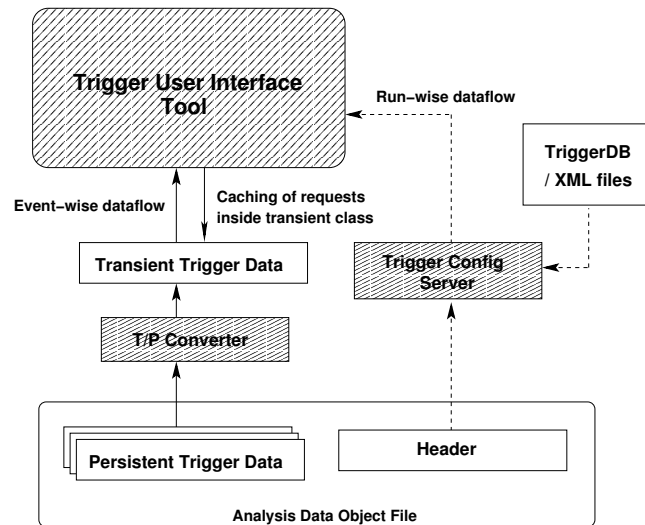 Trigger User Interface
Tool
Run−wise dataflow
TriggerDB
/ XML files
Event−wise dataflow
Caching of requests
inside transient class
Transient Trigger Data
Trigger Config
Server
T/P Converter
Persistent Trigger Data
Header
Analysis Data Object File